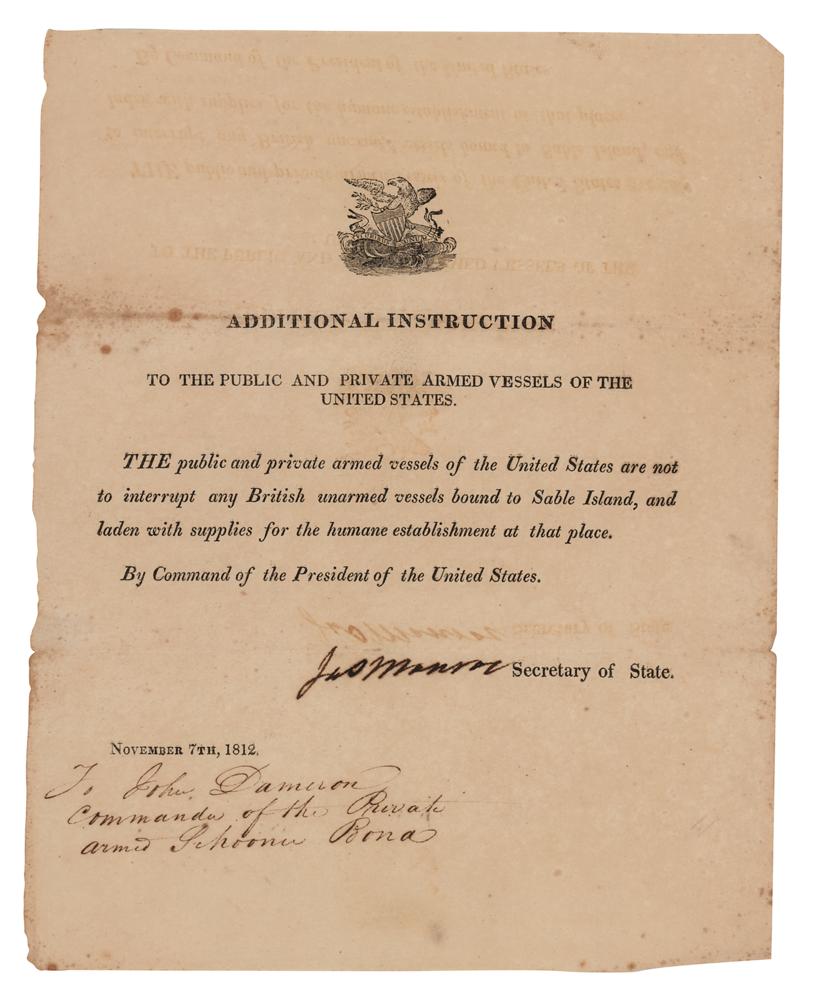 ADDITIONAL INSTRUCTION
TO THE PUBLIC AND PRIVATE ARMED VESSELS OF THE
UNITED STATES.
THE public and private armed vessels of the United States are not
to interrupt any British unarmed vessels bound to Sable Island, and
laden with supplies for the humane establishment at that place.
By Command of the President of the United States.
JasMonroe Secretary of State.
NOVEMBER 7TH, 1812.
To John Dameron
Commander of the Private
armed Schooner Bona